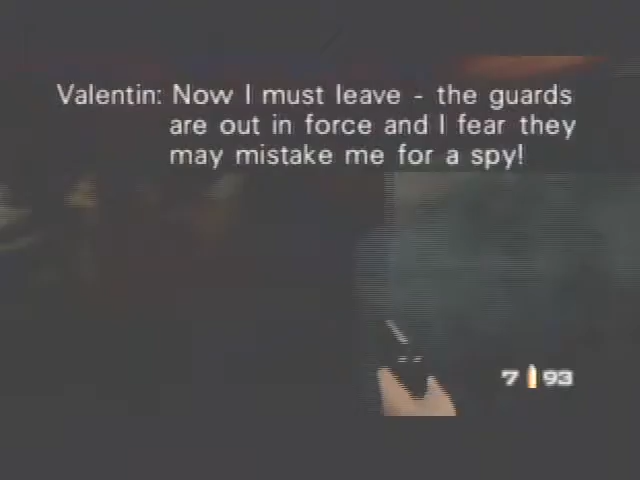 Valentin: Now I must leave - the guards
are out in force and I fear they
may mistake me for a spy!
7 93